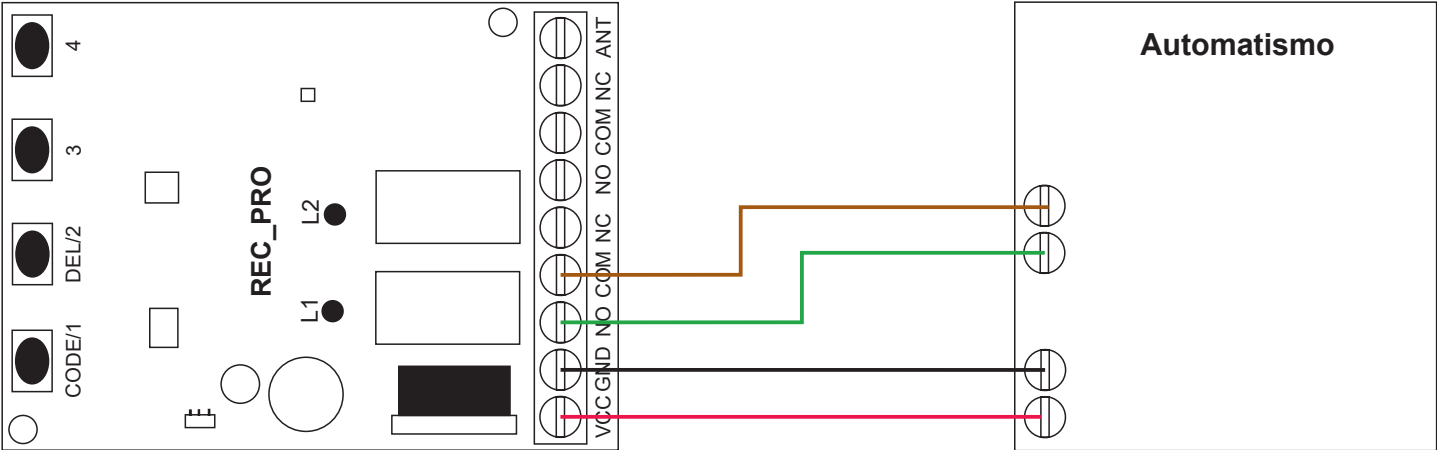 4
3
DEL/2
CODE/1
REC_PRO
L2
L1
ANT
NC
COM
NO
NC
COM
NO
GND
VCC
Automatismo